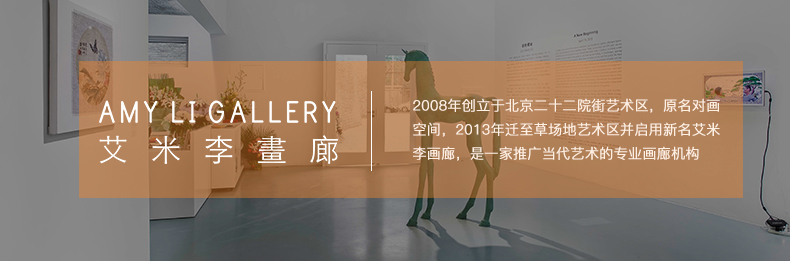 AMY LI GALLERY
艾米李畫廊
2008年创立于北京二十二院街艺术区，原名对画
空间，2013年迁至草场地艺术区并启用新名艾米
李画廊，是一家推广当代艺术的专业画廊机构